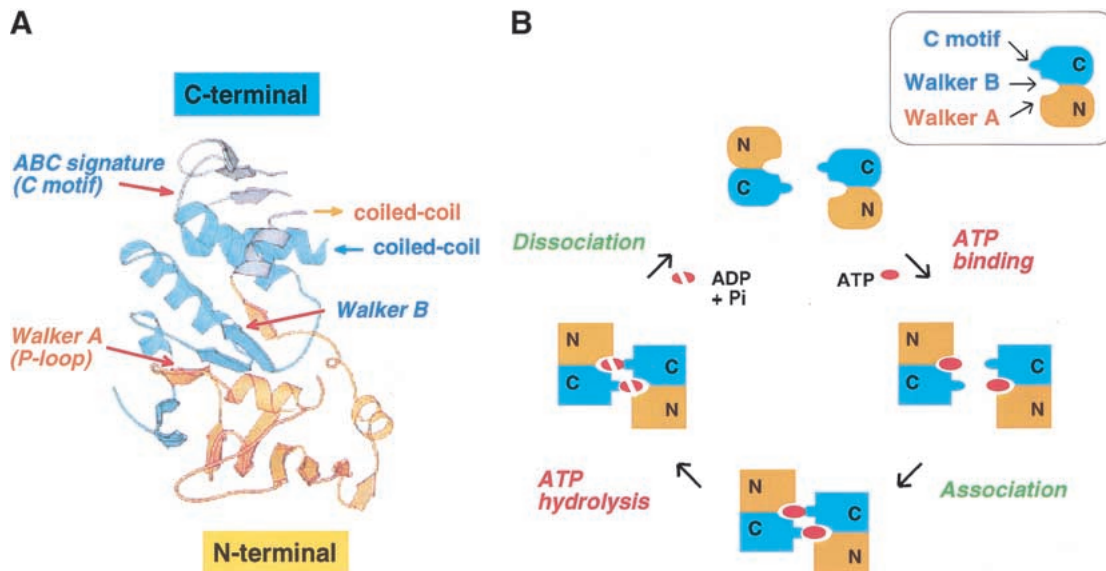 A
C-terminal
ABC signature
(C motif)
coiled-coil
coiled-coil
Walker B
Walker A
(P-loop)
N-terminal
B
C motif
Walker B
Walker A
C
N
N
C
C
N
Dissociation
ADP
+ Pi
ATP
ATP
binding
N
C
C
N
N
C
C
N
ATP
hydrolysis
N
C
C
N
Association